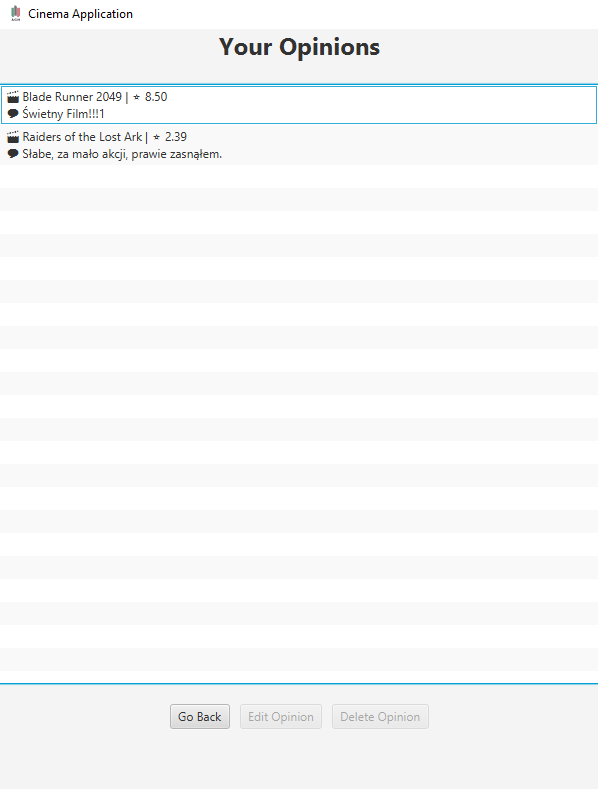 Cinema Application
Your Opinions
🎬 Blade Runner 2049 | ⭐ 8.50
💬 Świetny Film!!!1
🎬 Raiders of the Lost Ark | ⭐ 2.39
💬 Słabe, za mało akcji, prawie zasnąłem.
Go Back
Edit Opinion
Delete Opinion